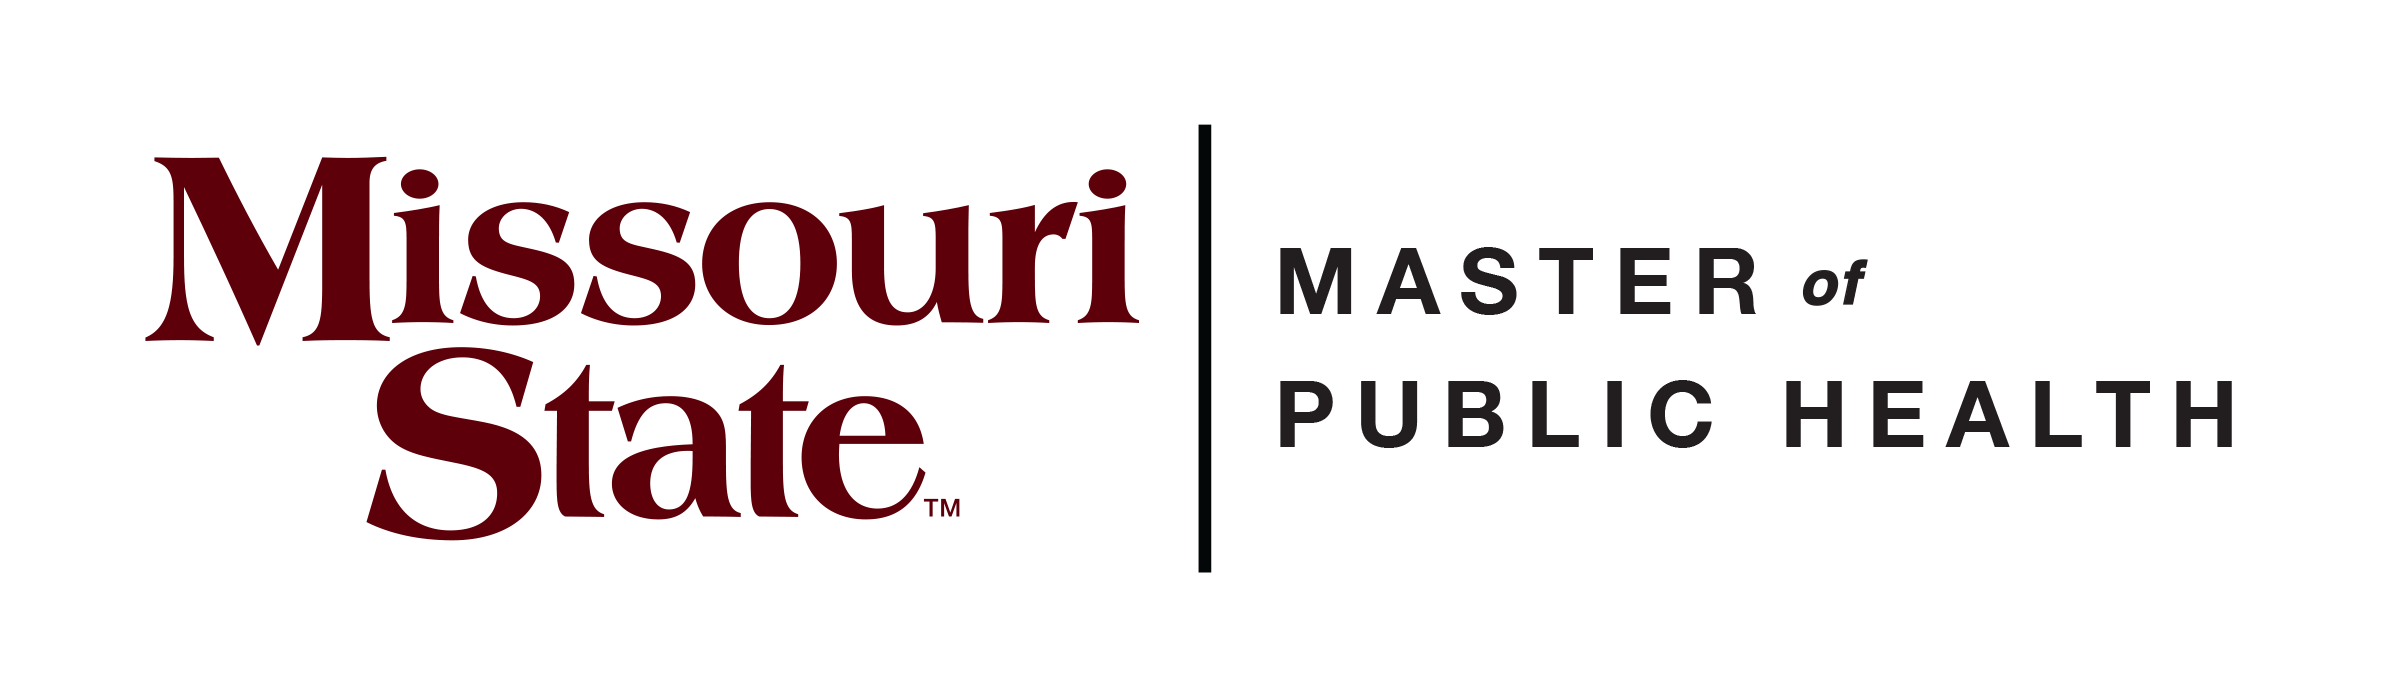 Missouri
State™
MASTER of
PUBLIC HEALTH